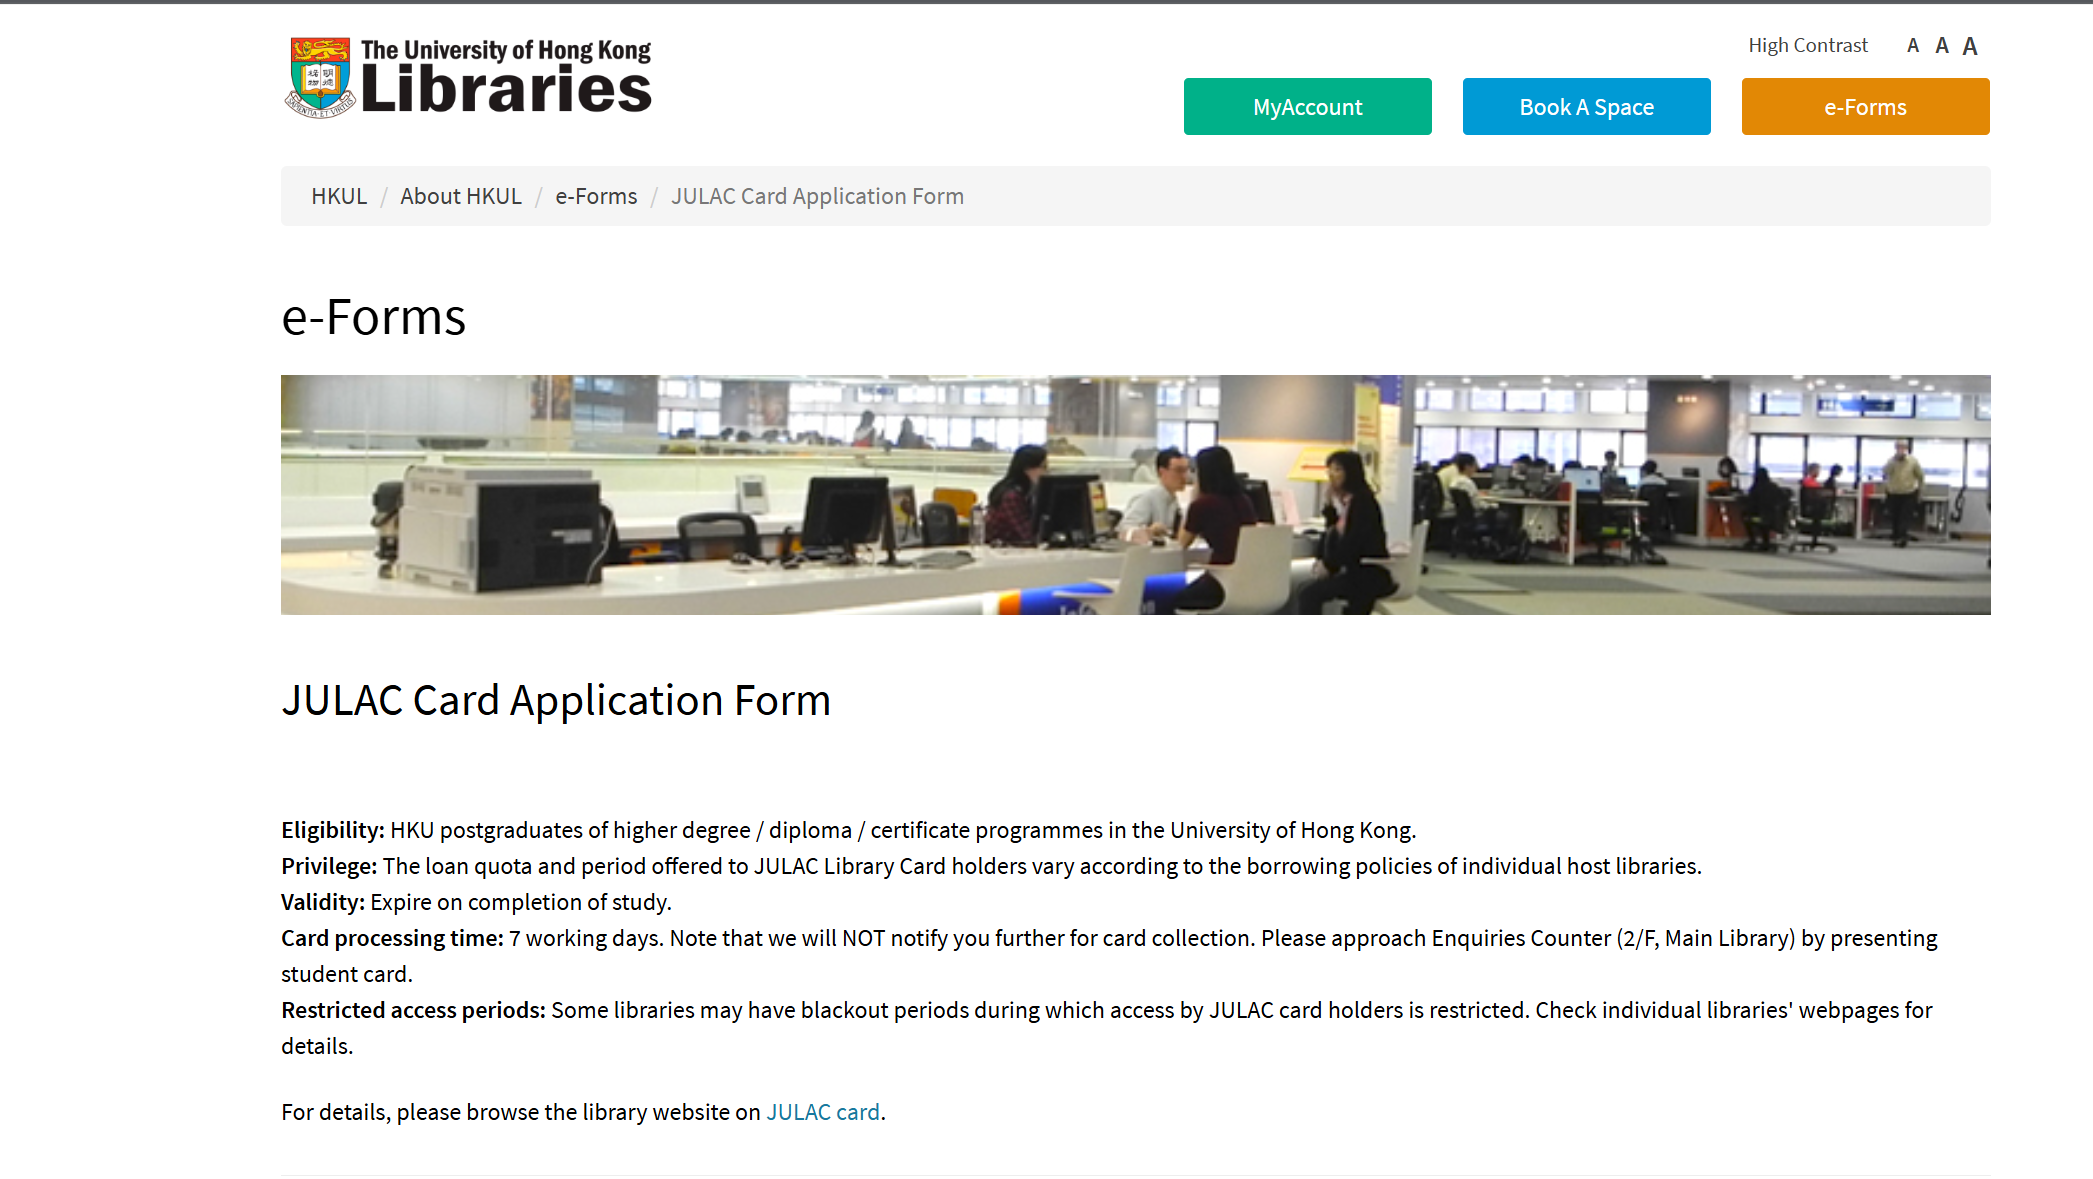 The University of Hong Kong
Libraries
High Contrast A A A
MyAccount Book A Space e-Forms
HKUL / About HKUL / e-Forms / JULAC Card Application Form
e-Forms
JULAC Card Application Form
Eligibility: HKU postgraduates of higher degree / diploma / certificate programmes in the University of Hong Kong.
Privilege: The loan quota and period offered to JULAC Library Card holders vary according to the borrowing policies of individual host libraries.
Validity: Expire on completion of study.
Card processing time: 7 working days. Note that we will NOT notify you further for card collection. Please approach Enquiries Counter (2/F, Main Library) by presenting
student card.
Restricted access periods: Some libraries may have blackout periods during which access by JULAC card holders is restricted. Check individual libraries' webpages for
details.
For details, please browse the library website on JULAC card.